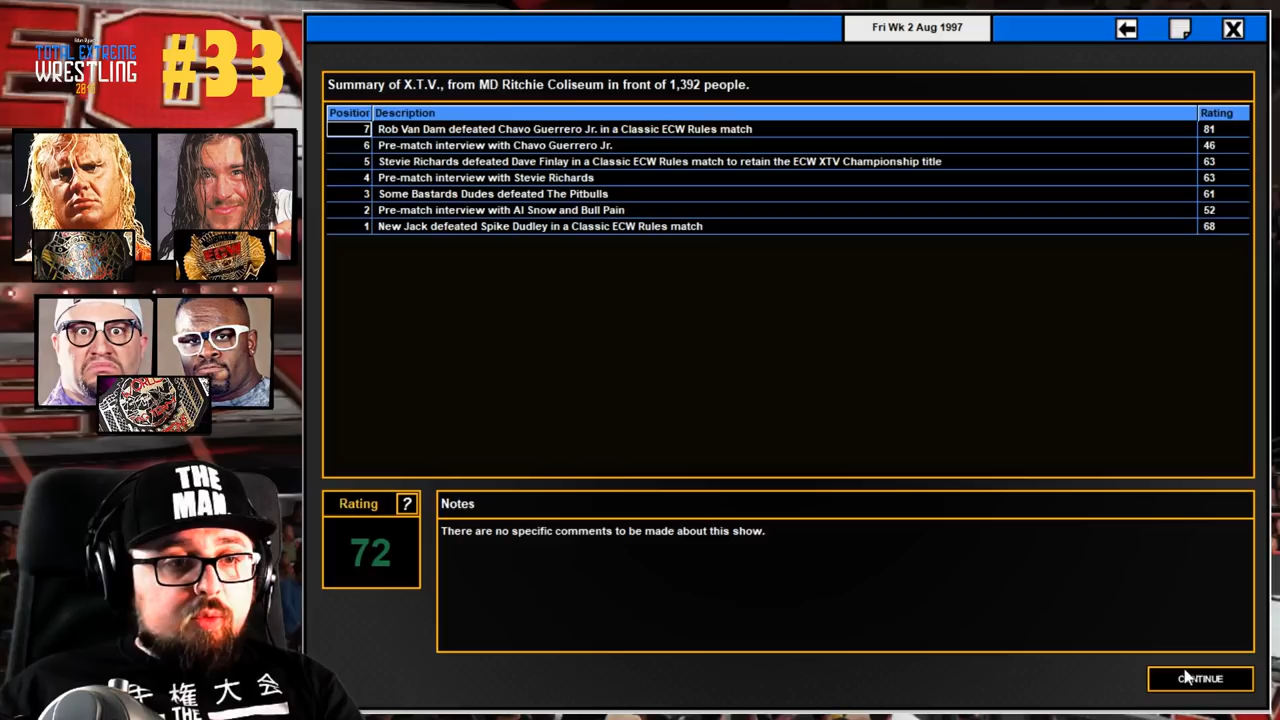 TOTAL EXTREME
WRESTLING
#33
Fri Wk 2 Aug 1997
Summary of X.T.V., from MD Ritchie Coliseum in front of 1,392 people.
Position Description Rating
7 Rob Van Dam defeated Chavo Guerrero Jr. in a Classic ECW Rules match 81
6 Pre-match interview with Chavo Guerrero Jr. 46
5 Stevie Richards defeated Dave Finlay in a Classic ECW Rules match to retain the ECW XTV Championship title 63
4 Pre-match interview with Stevie Richards 63
3 Some Bastards Dudes defeated The Pitbulls 61
2 Pre-match interview with Al Snow and Bull Pain 52
1 New Jack defeated Spike Dudley in a Classic ECW Rules match 68
ECW
Rating ?
72
Notes
There are no specific comments to be made about this show.
THE
MAN
手権大会
THE
CONTINUE